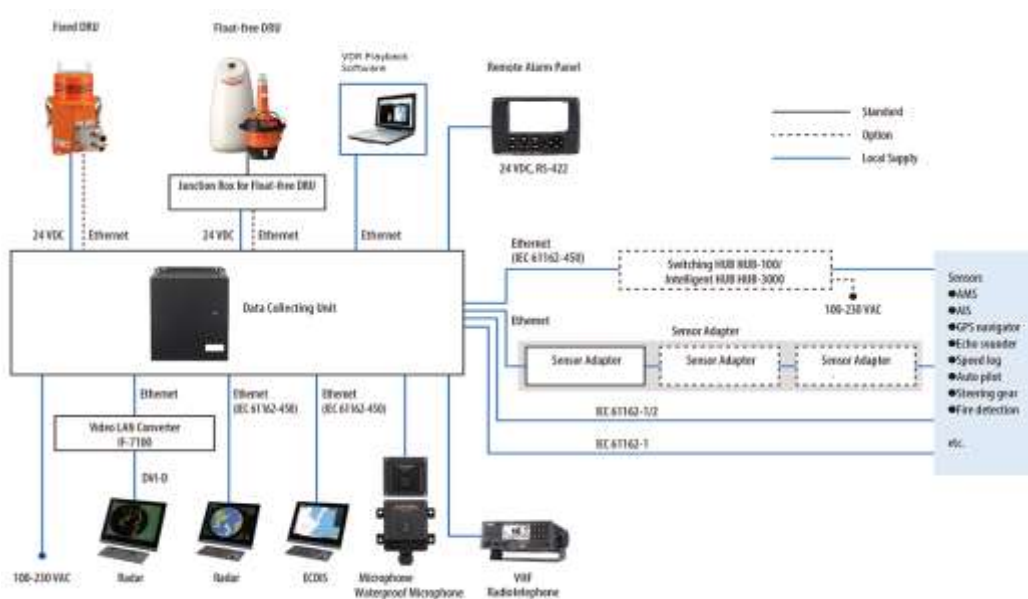 Fixed DRU
Float-free DRU
VDR Playback
Software
Remote Alarm Panel
Standard
Option
Local Supply
24 VDC, RS-422
Junction Box for Float-free DRU
24 VDC
Ethernet
24 VDC
Ethernet
Ethernet
Ethernet
(IEC 61162-450)
Switching HUB HUB-100/
Intelligent HUB HUB-3000
100-230 VAC
Data Collecting Unit
Ethernet
Sensor Adapter
Sensor Adapter
Sensor Adapter
Sensor Adapter
IEC 61162-1/2
IEC 61162-1
Sensors
●AMS
●AIS
●GPS navigator
●Echo sounder
●Speed log
●Auto pilot
●Steering gear
●Fire detection
etc.
Ethernet
Ethernet
(IEC 61162-450)
Ethernet
(IEC 61162-450)
Video LAN Converter
IF-7100
DVI-D
100-230 VAC
Radar
Radar
ECDIS
Microphone
Waterproof Microphone
VRF
Radiotelephone